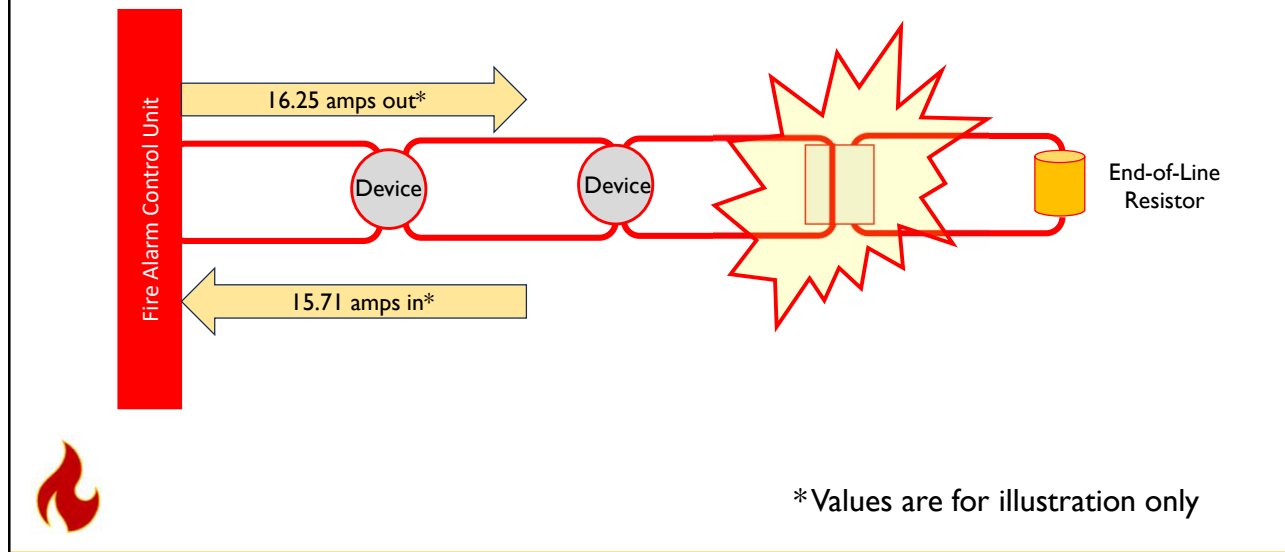 Fire Alarm Control Unit
16.25 amps out*
Device
Device
End-of-Line
Resistor
15.71 amps in*
* Values are for illustration only